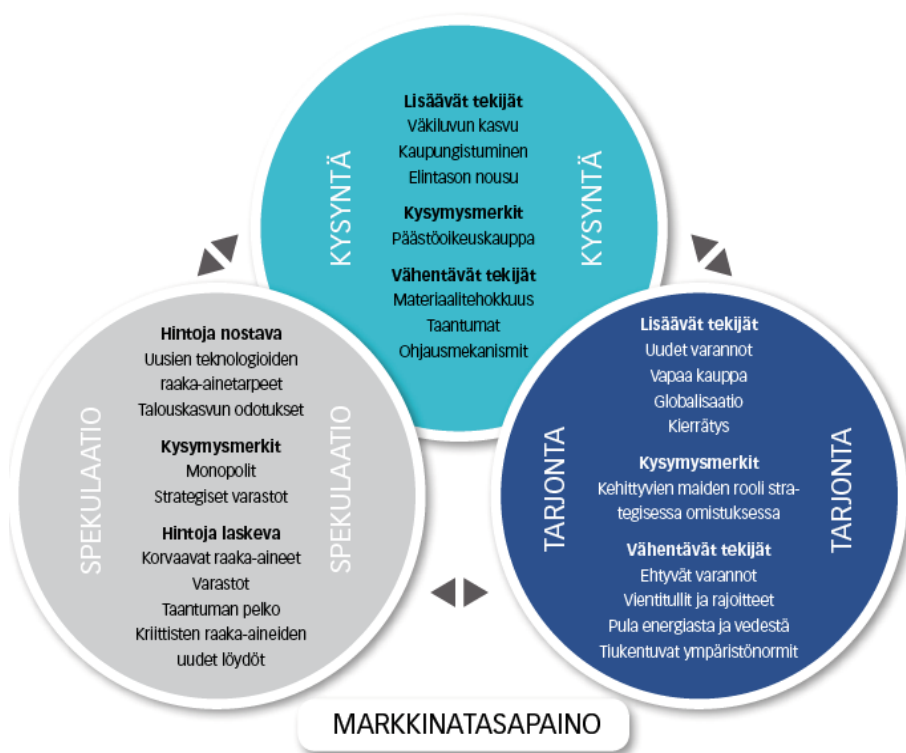 KYSYNTÄ
Lisäävät tekijät
Väkiluvun kasvu
Kaupungistuminen
Elintason nousu
Kysymysmerkit
Päästöoikeuskauppa
Vähentävät tekijät
Materiaalitehokkuus
Taantumat
Ohjausmekanismit
KYSYNTÄ
SPEKULAATIO
Hintoja nostava
Uusien teknologioiden
raaka-ainetarpeet
Talouskasvun odotukset
Kysymysmerkit
Monopolit
Strategiset varastot
Hintoja laskeva
Korvaavat raaka-aineet
Varastot
Taantuman pelko
Kriittisten raaka-aineiden
uudet löydöt
SPEKULAATIO
TARJONTA
Lisäävät tekijät
Uudet varannot
Vapaa kauppa
Globalisaatio
Kierrätys
Kysymysmerkit
Kehittyvien maiden rooli stra-
tegisessa omistuksessa
Vähentävät tekijät
Ehtyvät varannot
Vientitullit ja rajoitteet
Pula energiasta ja vedestä
Tiukentuvat ympäristönormit
TARJONTA
MARKKINATASAPAINO